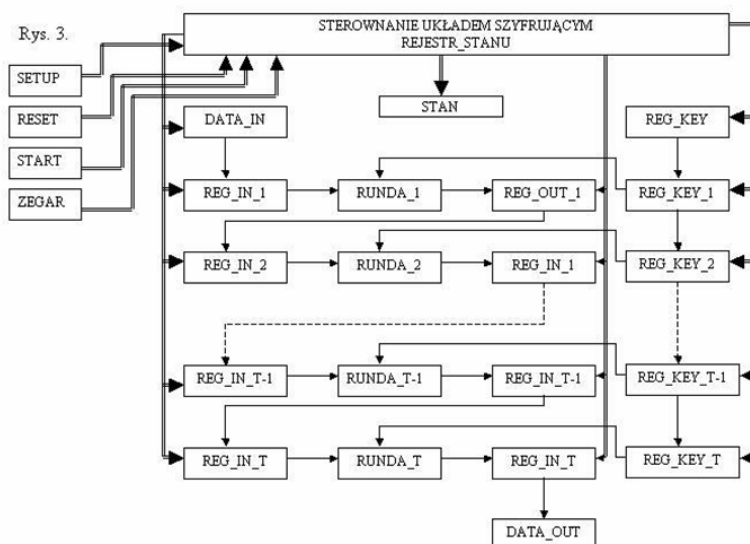 Rys. 3.
STEROWNANIE UKŁADEM SZYFRUJĄCYM
REJESTR_STANU
SETUP
RESET
START
ZEGAR
STAN
DATA_IN
REG_KEY
REG_IN_1
RUNDA_1
REG_OUT_1
REG_KEY_1
REG_IN_2
RUNDA_2
REG_IN_1
REG_KEY_2
REG_IN_T-1
RUNDA_T-1
REG_IN_T-1
REG_KEY_T-1
REG_IN_T
RUNDA_T
REG_IN_T
REG_KEY_T
DATA_OUT